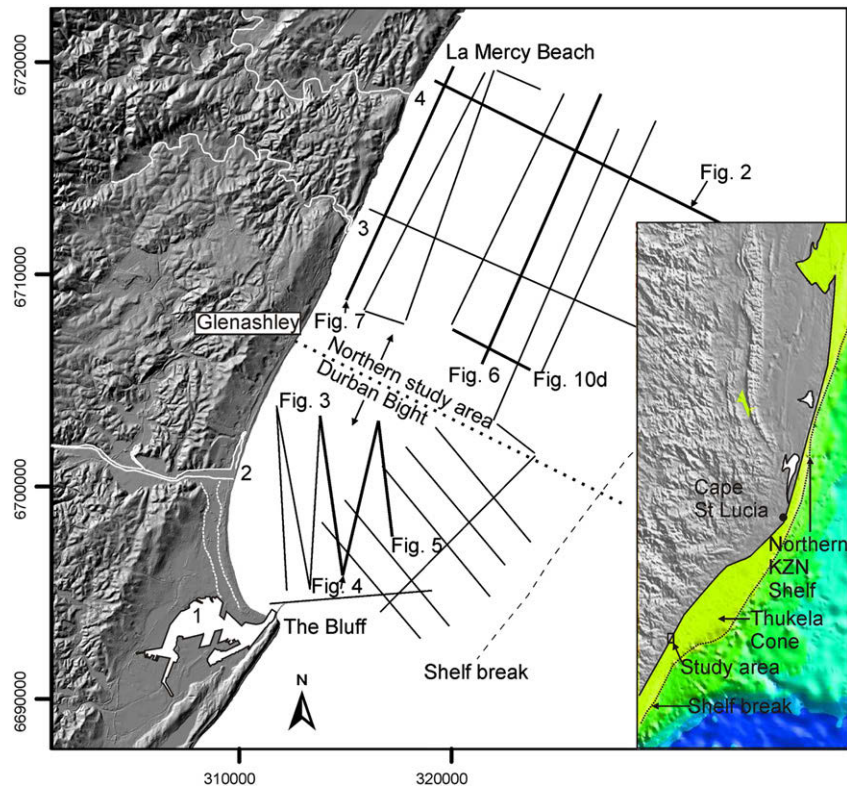 6720000
6710000
6700000
6690000
310000
320000
La Mercy Beach
4
Fig. 2
3
Glenashley
Fig. 7
Northern study area
Durban Bight
Fig. 6
Fig. 10d
Fig. 3
2
Fig. 5
Fig. 4
1
The Bluff
Shelf break
N
Cape
St Lucia
Northern
KZN
Shelf
Thukela
Cone
Study area
Shelf break